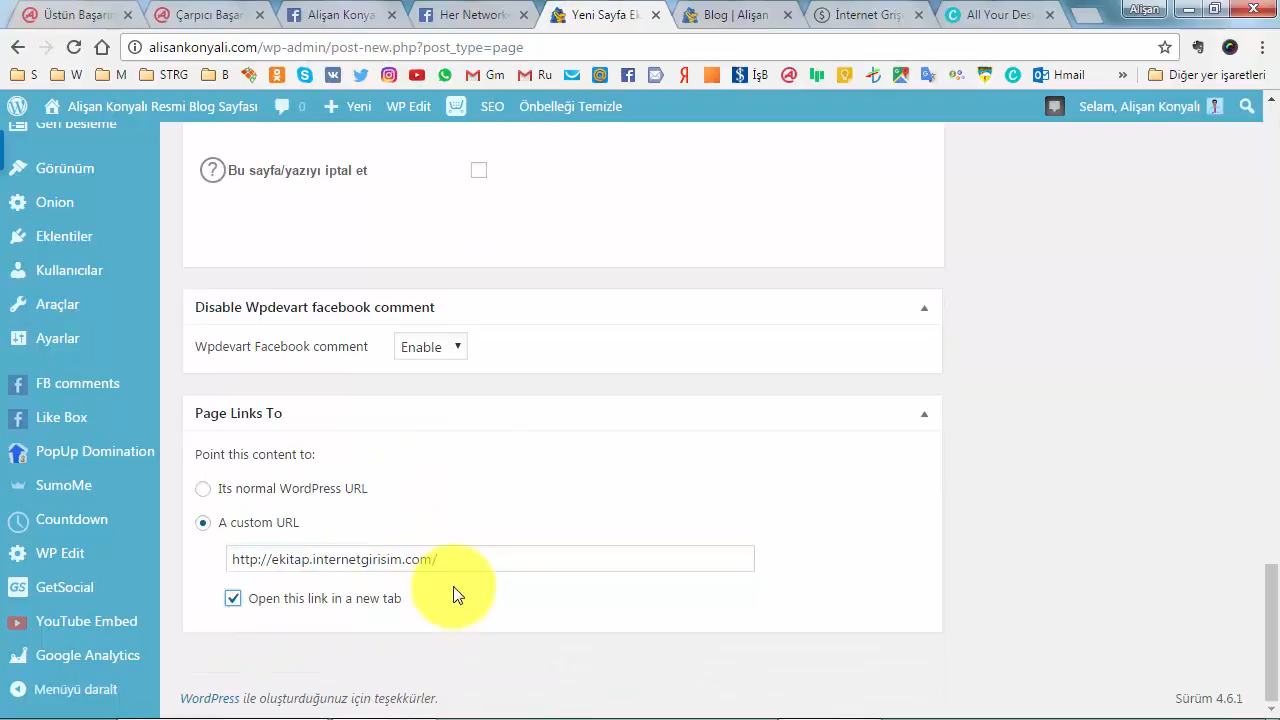 Üstün Başarın
Çarpıcı Başar
Alişan Konya
Her Network
Yeni Sayfa Ek
Blog | Alişan
İnternet Giriş
All Your Des
Alişan
alisankonyali.com/wp-admin/post-new.php?post_type=page
S
W
M
STRG
B
Gm
Ru
İşB
Hmail
»
Diğer yer işaretleri
Alişan Konyalı Resmi Blog Sayfası
0
Yeni
WP Edit
SEO
Önbelleği Temizle
Selam, Alişan Konyalı
Geri besleme
Görünüm
Onion
Eklentiler
Kullanıcılar
Araçlar
Ayarlar
FB comments
Like Box
PopUp Domination
SumoMe
Countdown
WP Edit
GetSocial
YouTube Embed
Google Analytics
Menüyü daralt
Bu sayfa/yazıyı iptal et
Disable Wpdevart facebook comment
Wpdevart Facebook comment
Enable
Page Links To
Point this content to:
Its normal WordPress URL
A custom URL
http://ekitap.internetgirisim.com/
Open this link in a new tab
WordPress ile oluşturduğunuz için teşekkürler.
Sürüm 4.6.1